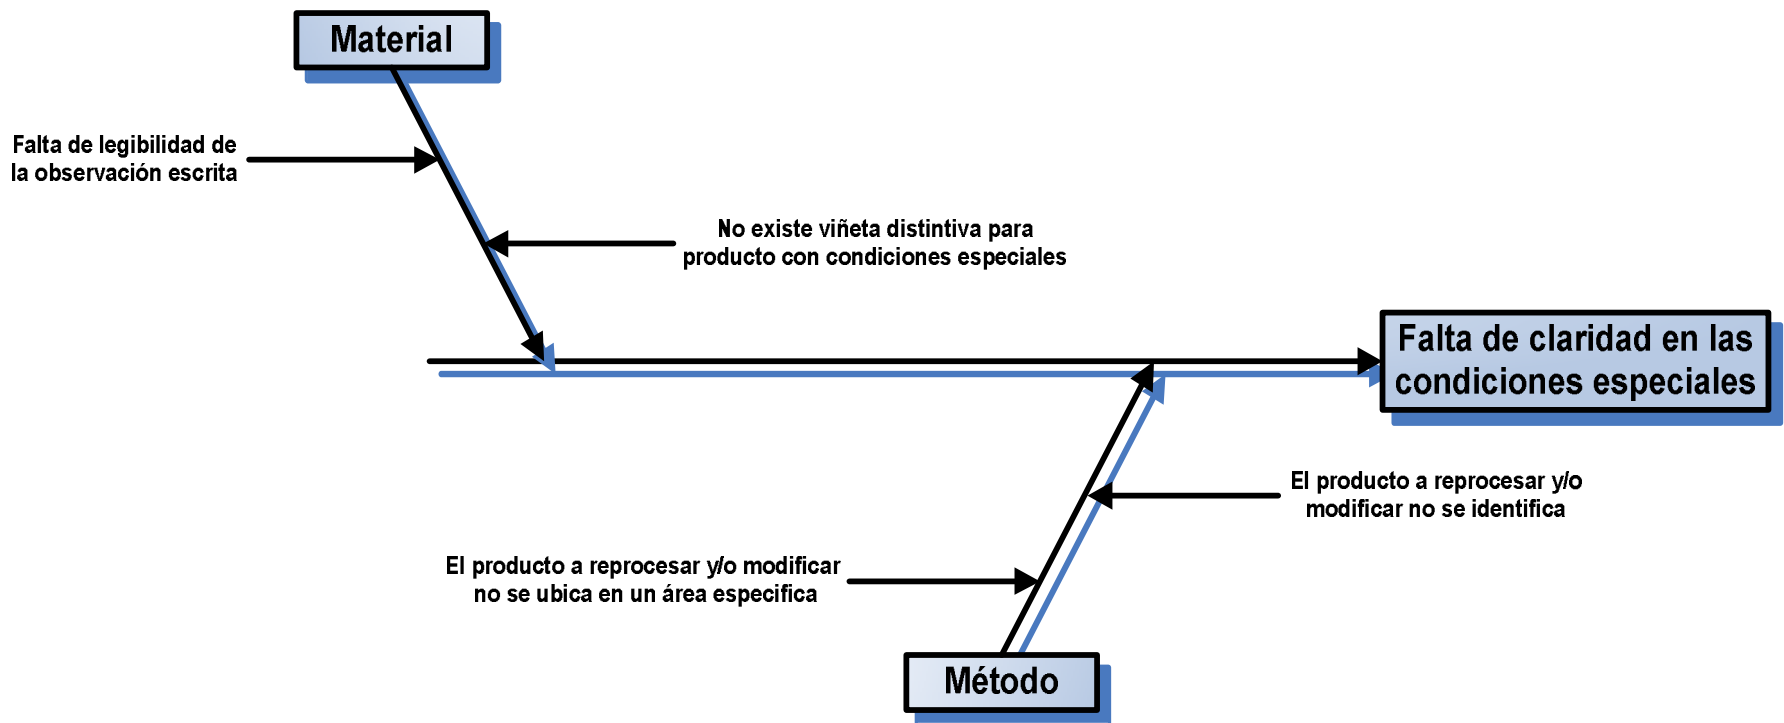 Material
Falta de legibilidad de
la observación escrita
No existe viñeta distintiva para
producto con condiciones especiales
Falta de claridad en las
condiciones especiales
El producto a reprocesar y/o
modificar no se identifica
El producto a reprocesar y/o modificar
no se ubica en un área especifica
Método